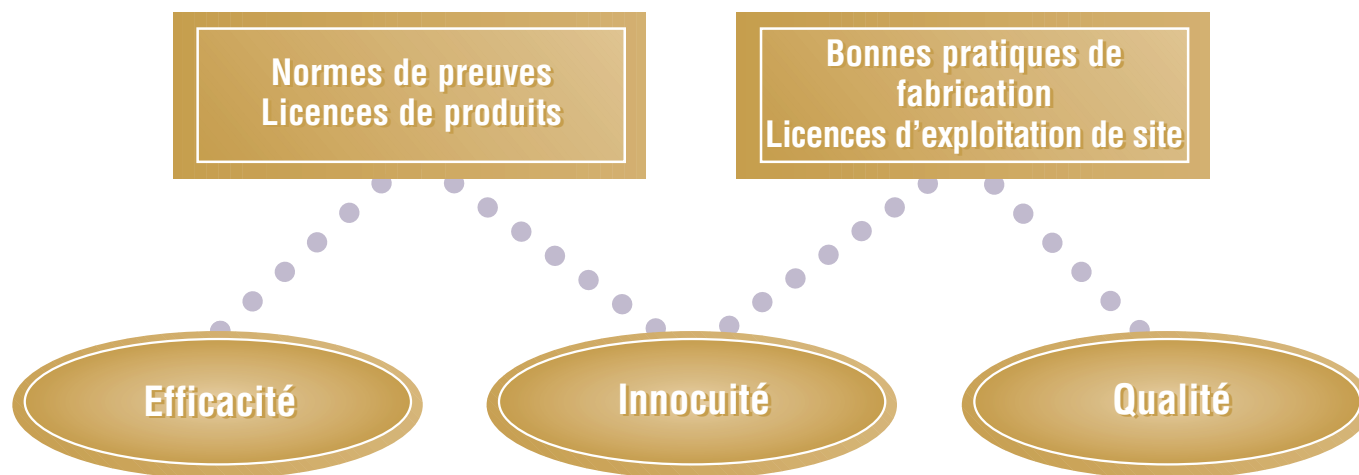 Normes de preuves
Licences de produits
Bonnes pratiques de
fabrication
Licences d’exploitation de site
Efficacité
Innocuité
Qualité